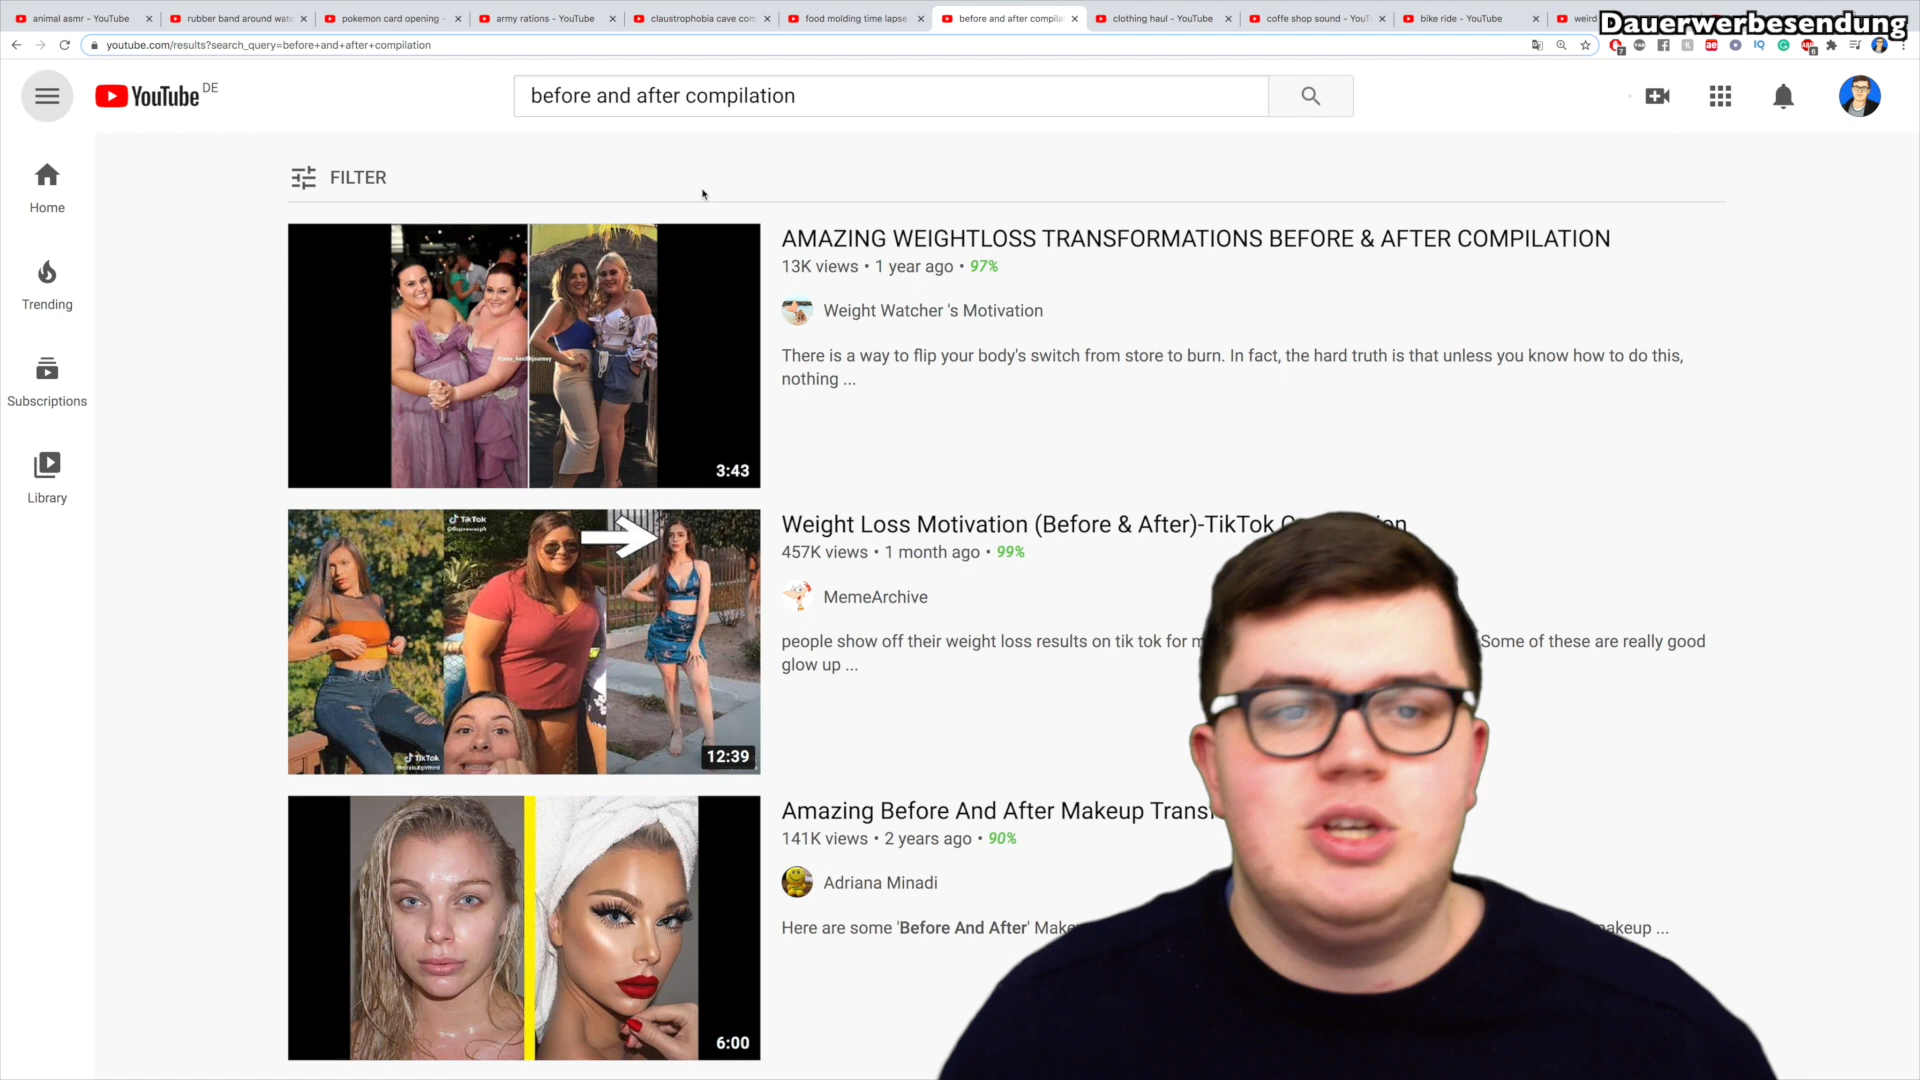 animal asmr - YouTube
rubber band around wate
pokemon card opening -
army rations - YouTube
claustrophobia cave com
food molding time lapse
before and after compila
clothing haul - YouTube
coffe shop sound - YouT
bike ride - YouTube
weird
Dauerwerbesendung
youtube.com/results?search_query=before+and+after+compilation
YouTube DE
before and after compilation
FILTER
Home
Trending
Subscriptions
Library
AMAZING WEIGHTLOSS TRANSFORMATIONS BEFORE & AFTER COMPILATION
13K views • 1 year ago • 97%
Weight Watcher 's Motivation
There is a way to flip your body's switch from store to burn. In fact, the hard truth is that unless you know how to do this,
nothing ...
3:43
Weight Loss Motivation (Before & After)-TikTok
457K views • 1 month ago • 99%
MemeArchive
people show off their weight loss results on tik tok for
Some of these are really good
glow up ...
TikTok
TikTok
12:39
Amazing Before And After Makeup Trans
141K views • 2 years ago • 90%
Adriana Minadi
Here are some 'Before And After' Make
akeup ...
6:00